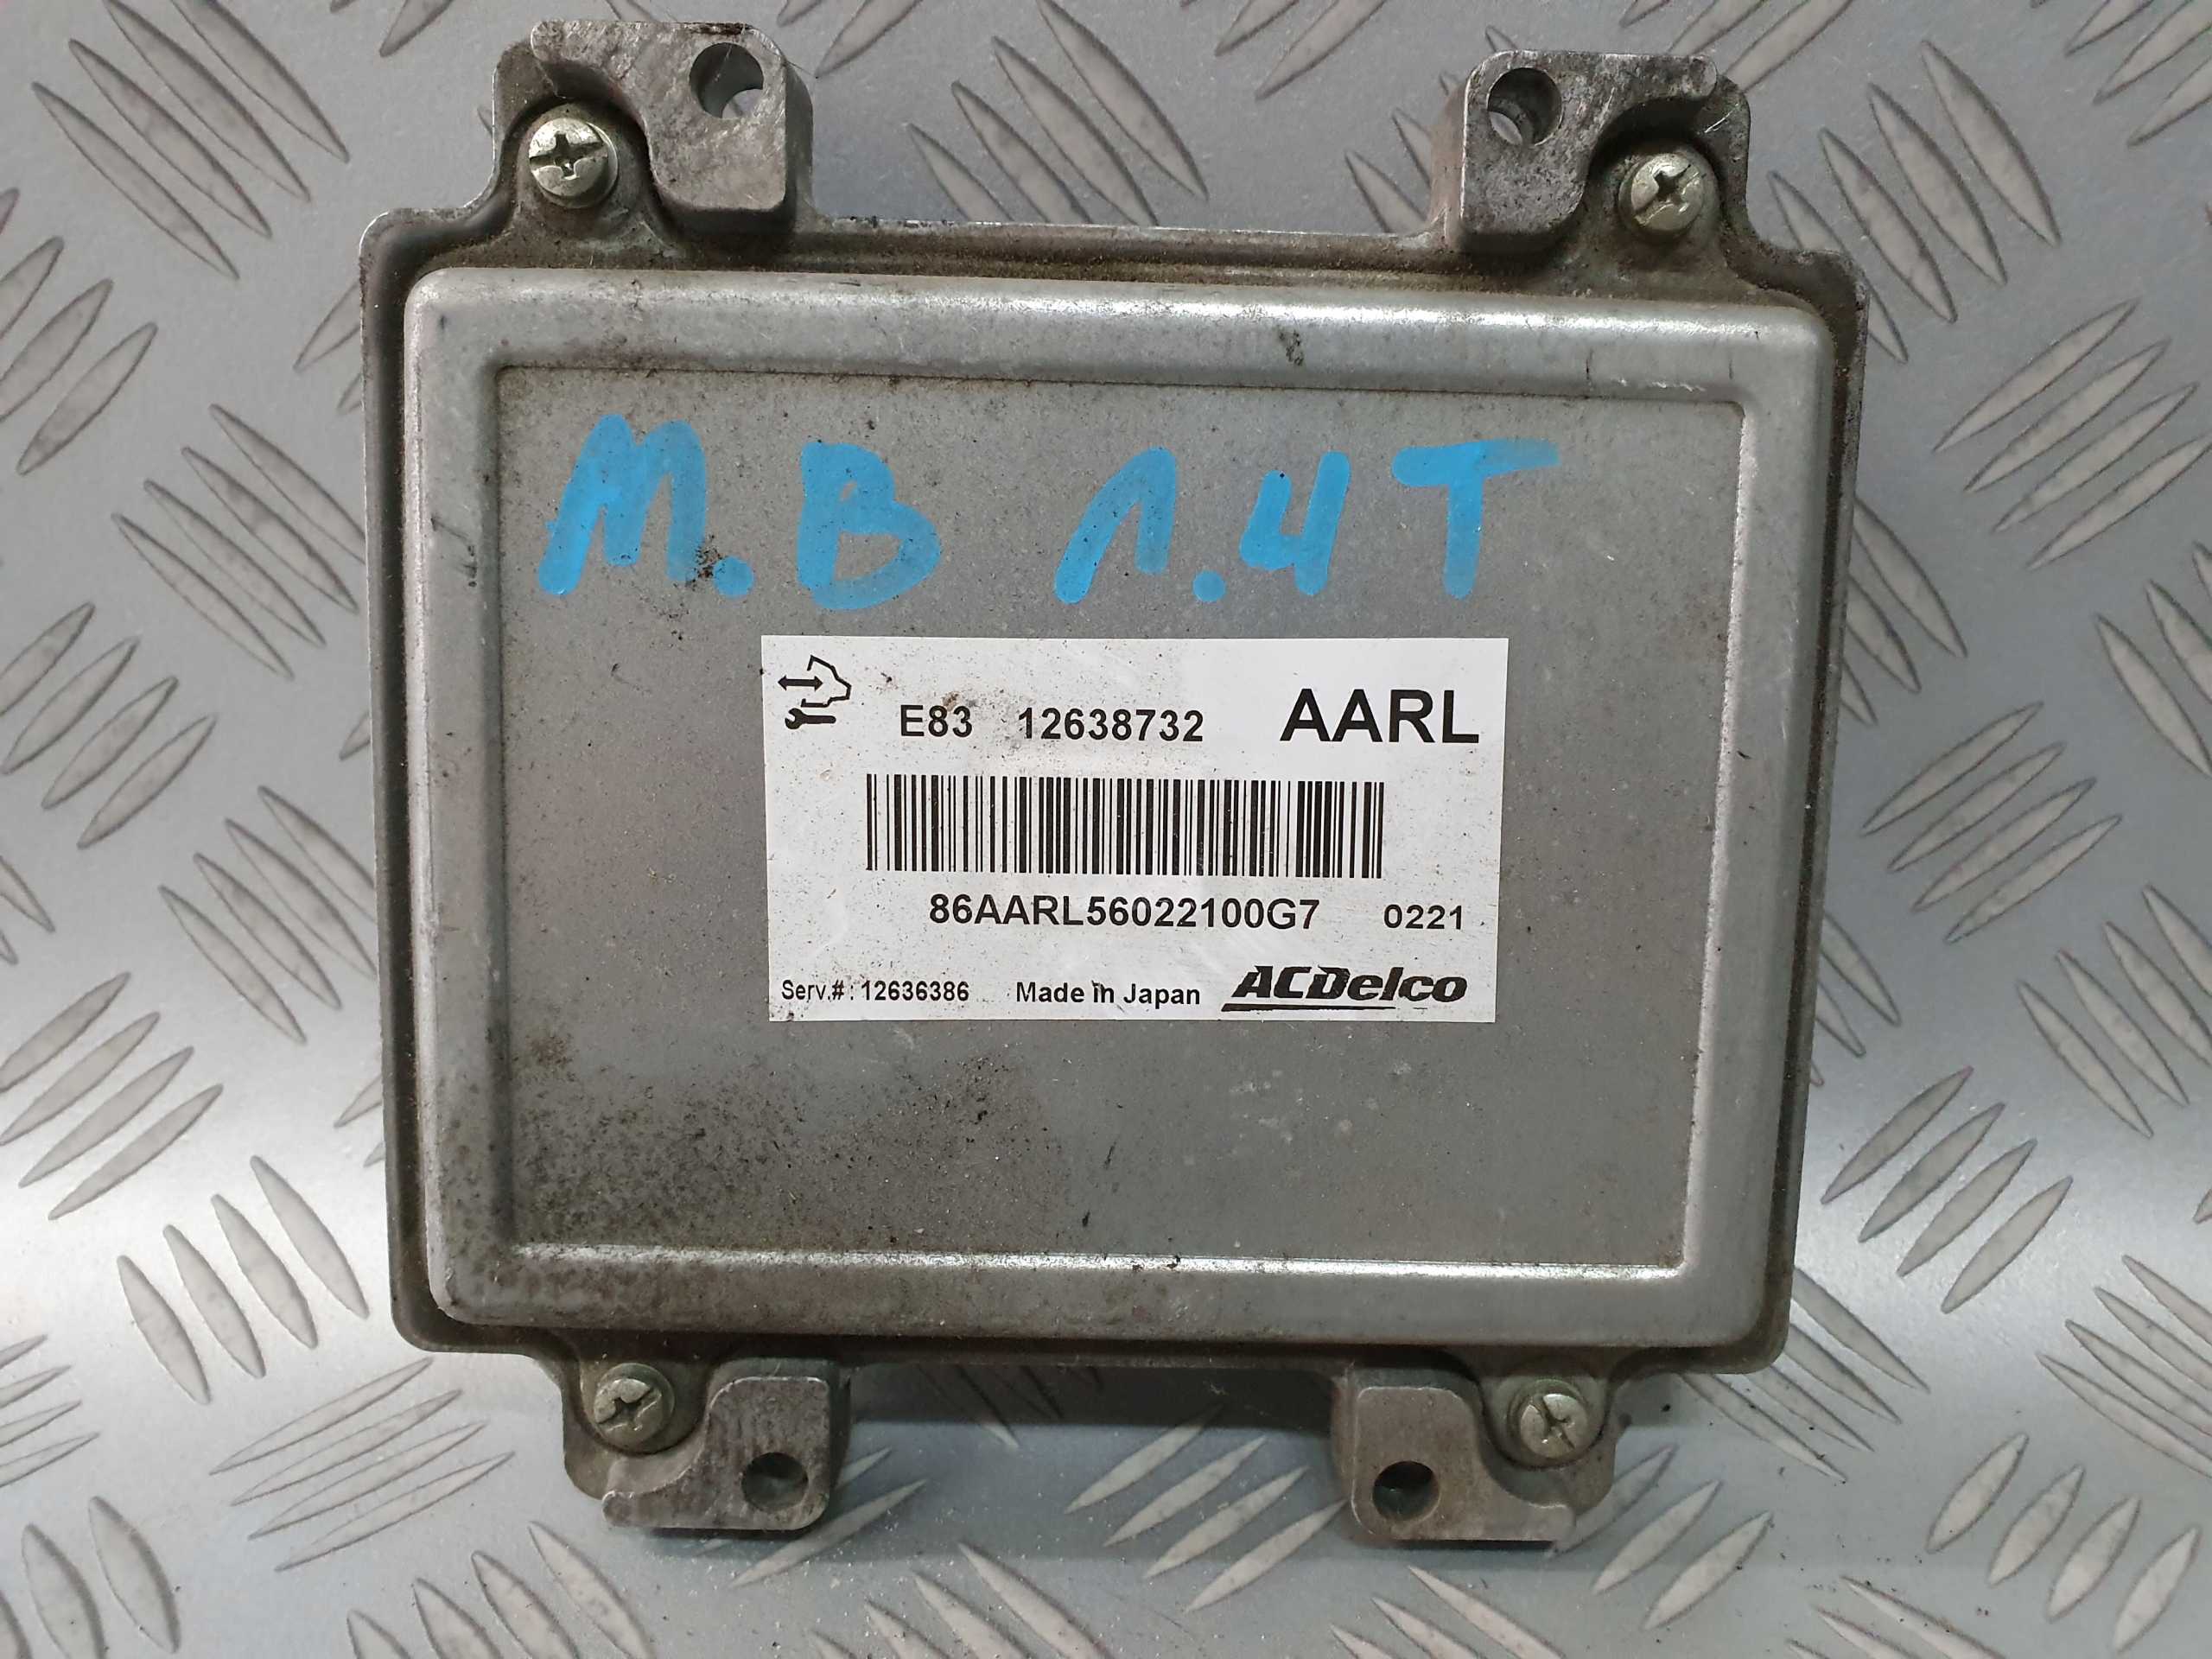 M.B 1.4T
E83 12638732 AARL
86AARL56022100G7 0221
Serv.#: 12636386 Made in Japan ACDelco